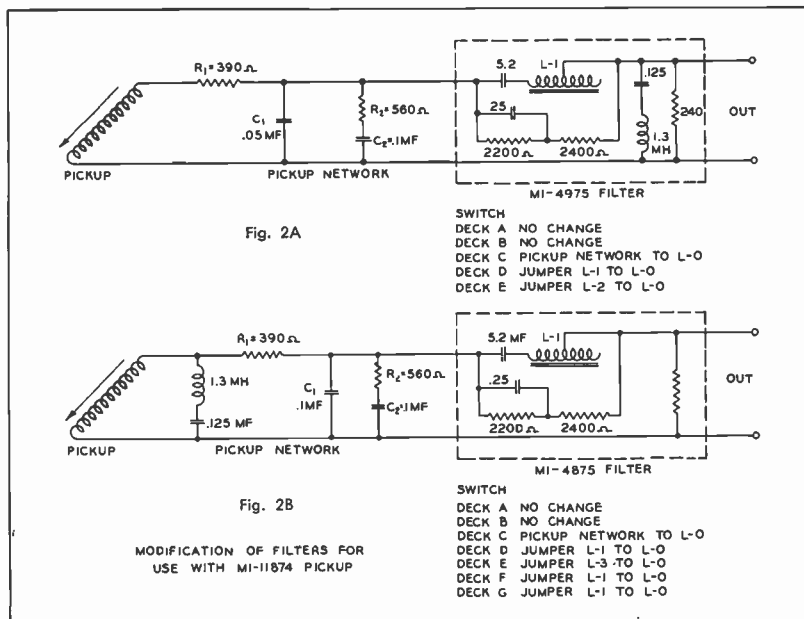 R₁=390Ω
C₁
.05 MF
R₂=560Ω
C₂=.1MF
5.2
L-1
.25
2200Ω
2400Ω
.125
1.3
MH
240
OUT
PICKUP
PICKUP NETWORK
MI-4975 FILTER
Fig. 2A
SWITCH
DECK A NO CHANGE
DECK B NO CHANGE
DECK C PICKUP NETWORK TO L-O
DECK D JUMPER L-1 TO L-O
DECK E JUMPER L-2 TO L-O
R₁=390Ω
1.3 MH
.125 MF
C₁
.1MF
R₂=560Ω
C₂=.1MF
5.2 MF
L-1
.25
2200Ω
2400Ω
OUT
PICKUP
PICKUP NETWORK
MI-4875 FILTER
Fig. 2B
SWITCH
DECK A NO CHANGE
DECK B NO CHANGE
DECK C PICKUP NETWORK TO L-O
DECK D JUMPER L-1 TO L-O
DECK E JUMPER L-3 TO L-O
DECK F JUMPER L-1 TO L-O
DECK G JUMPER L-1 TO L-O
MODIFICATION OF FILTERS FOR
USE WITH MI-11874 PICKUP